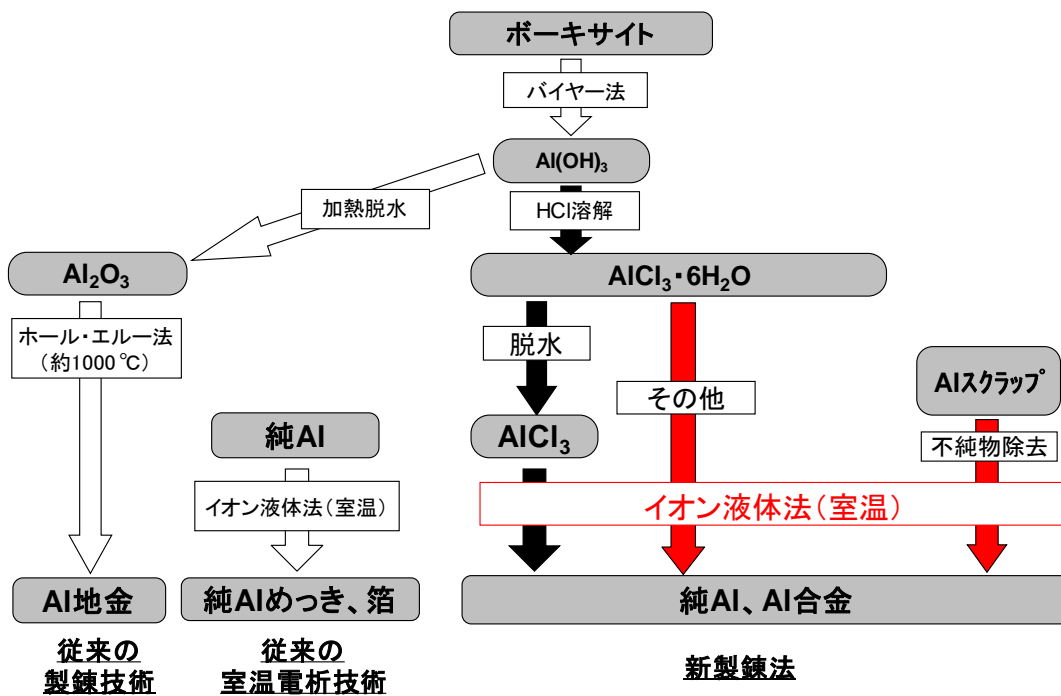 ボーキサイト
バイヤー法
Al(OH)₃
加熱脱水
HCl溶解
Al₂O₃
AlCl₃・6H₂O
ホール・エルー法
（約1000 ℃）
脱水
その他
Alスクラップ
純Al
AlCl₃
不純物除去
イオン液体法（室温）
イオン液体法（室温）
Al地金
純Alめっき、箔
純Al、Al合金
従来の
製錬技術
従来の
室温電析技術
新製錬法